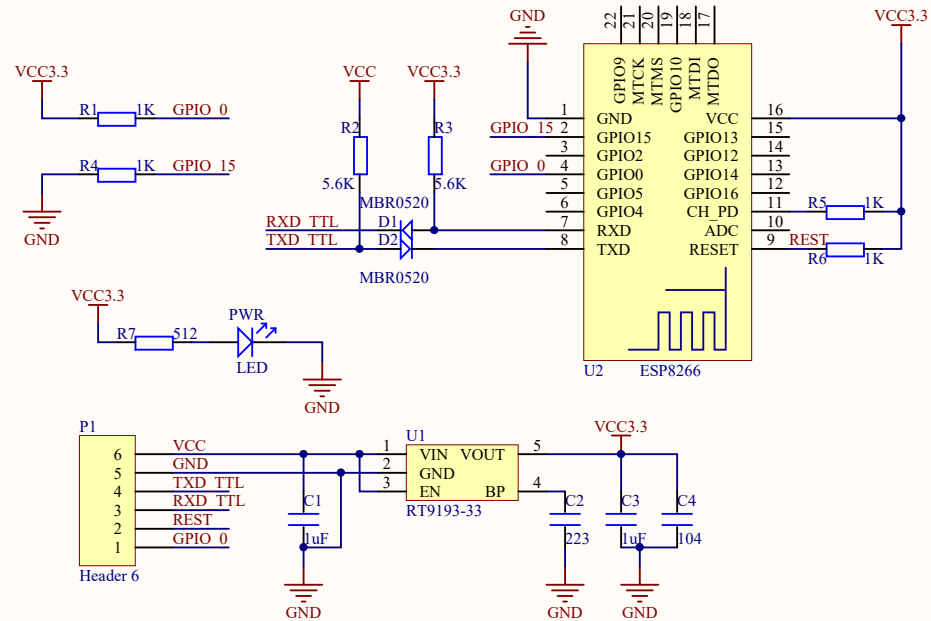 22 21 20 19 18 17
GND
VCC3.3
GPIO9 MTCK MTMS GPIO10 MTDI MTDO
VCC3.3
VCC
VCC3.3
R1 1K GPIO_0
R2
R3
5.6K
5.6K
R4 1K GPIO_15
GND
1 GND VCC 16
GPIO_15 2 GPIO15 GPIO13 15
3 GPIO2 GPIO12 14
GPIO_0 4 GPIO0 GPIO14 13
5 GPIO5 GPIO16 12
6 GPIO4 CH_PD 11 R5 1K
7 RXD ADC 10
8 TXD RESET 9 REST
R6 1K
MBR0520
RXD_TTL D1
TXD_TTL D2
MBR0520
U2 ESP8266
VCC3.3
PWR
R7 512
LED
GND
P1
6 VCC
5 GND
4 TXD_TTL
3 RXD_TTL
2 REST
1 GPIO_0
Header 6
U1
1 VIN VOUT 5
2 GND
3 EN BP 4
RT9193-33
VCC3.3
C1
1uF
C2
223
C3
1uF
C4
104
GND
GND
GND